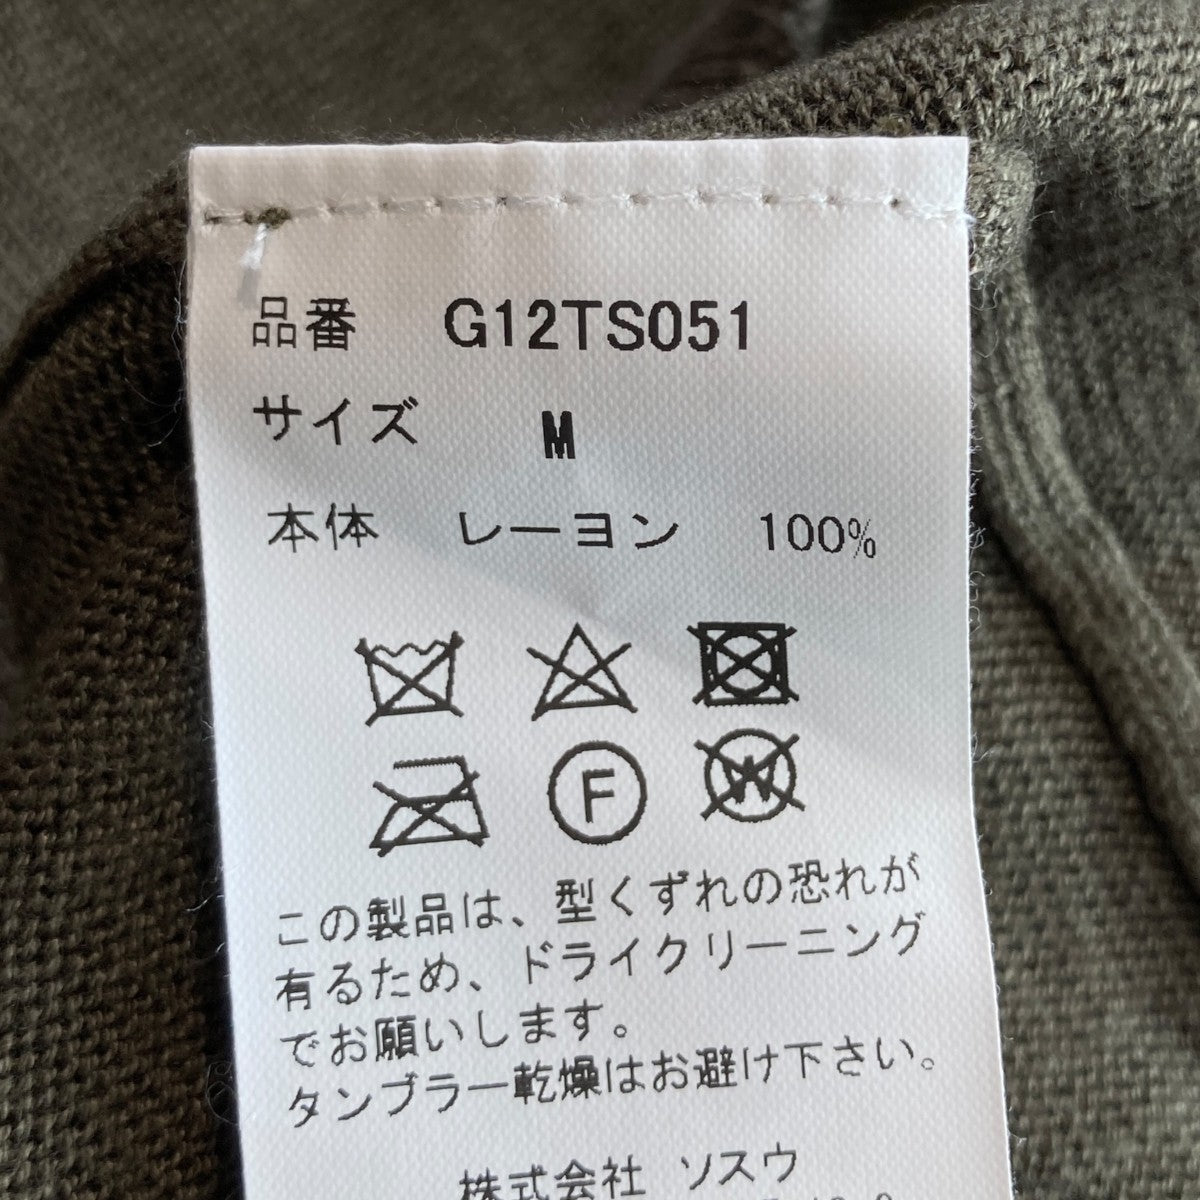 品番 G12TS051
サイズ M
本体 レーヨン 100%
F W
この製品は、型くずれの恐れが
有るため、ドライクリーニング
でお願いします。
タンブラー乾燥はお避け下さい。
株式会社 ソスウ